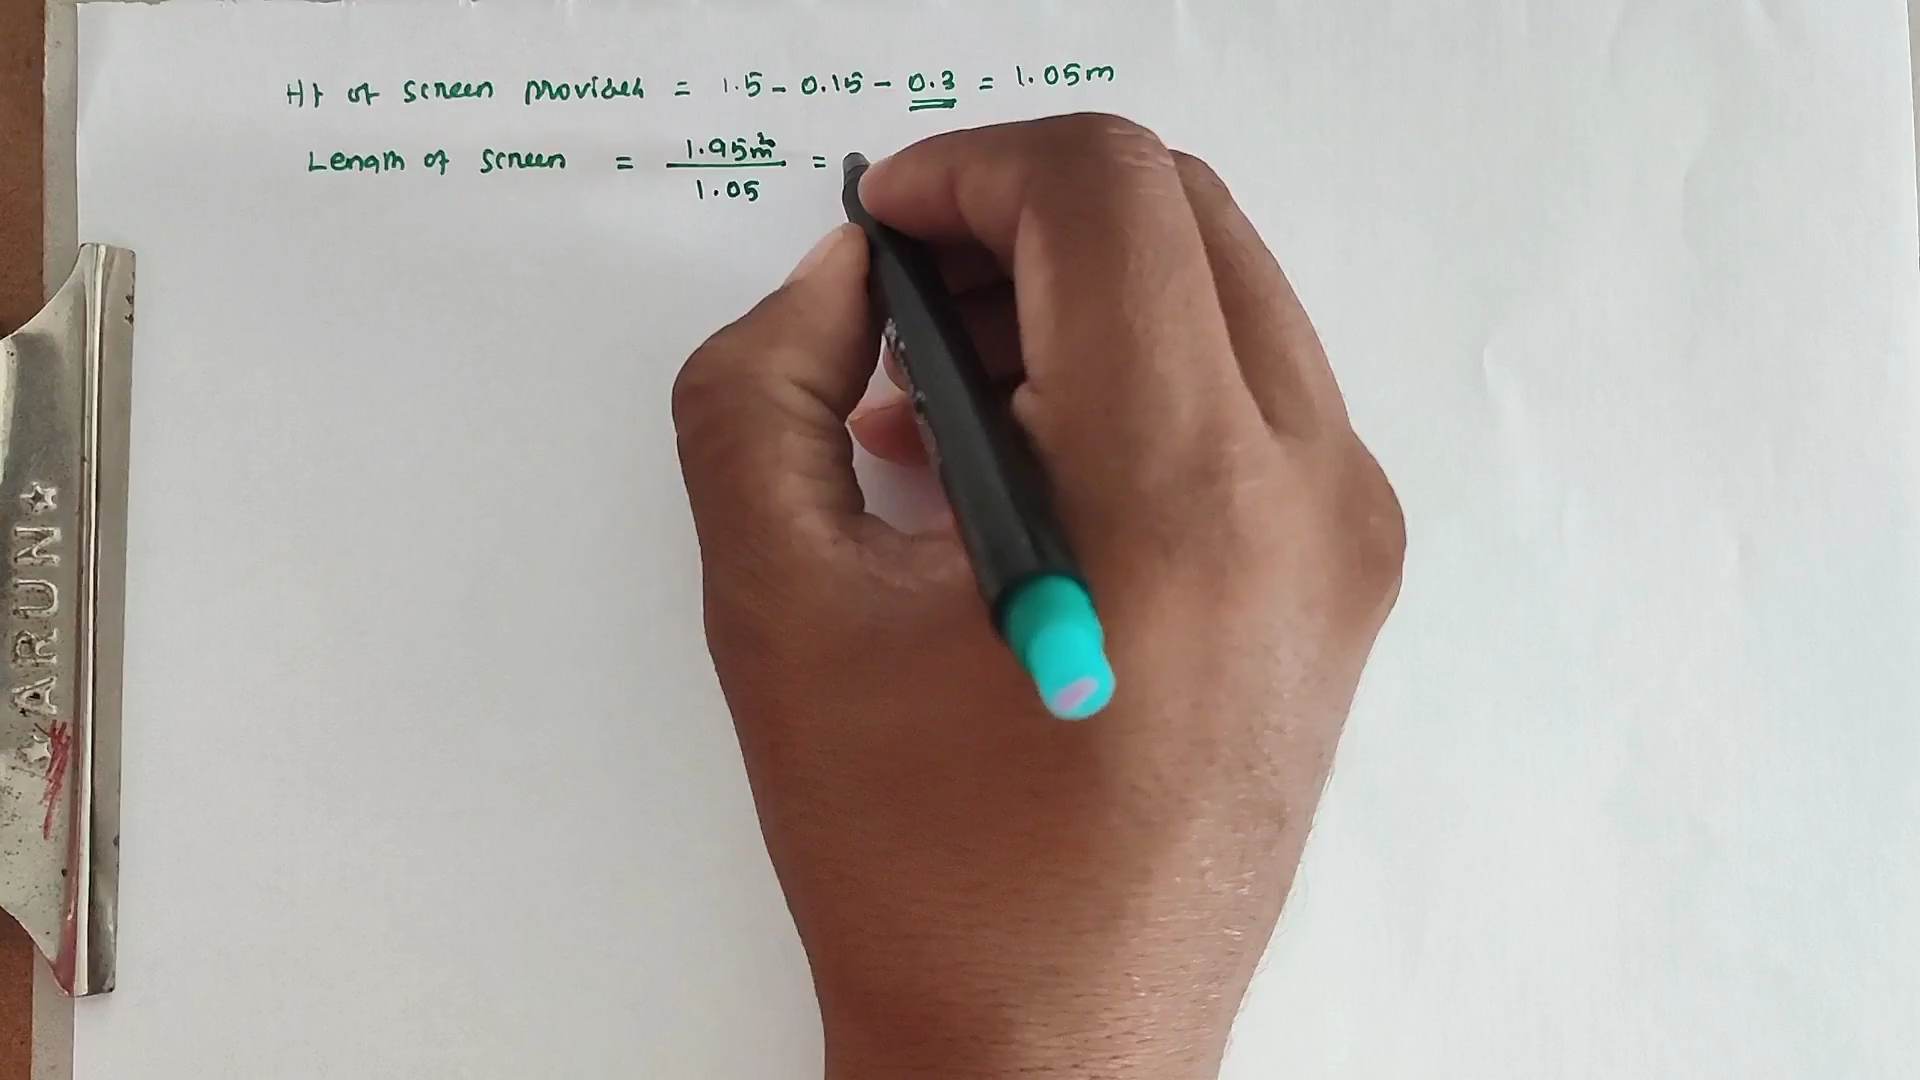 Ht of screen provided = 1.5 - 0.15 - 0.3 = 1.05m
Length of screen = 1.95m² / 1.05 =
ARUN